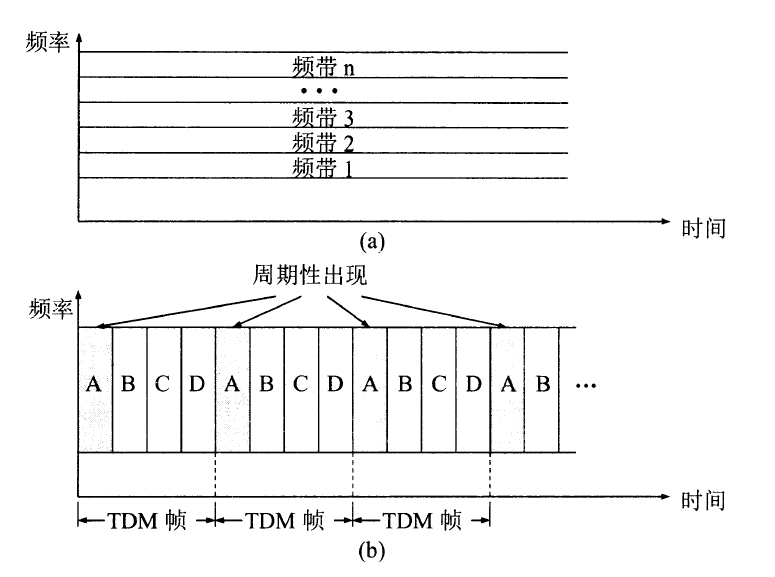 频率
频带 n
···
频带 3
频带 2
频带 1
时间
(a)
周期性出现
频率
A B C D A B C D A B C D A B ···
时间
TDM 帧 TDM 帧 TDM 帧
(b)